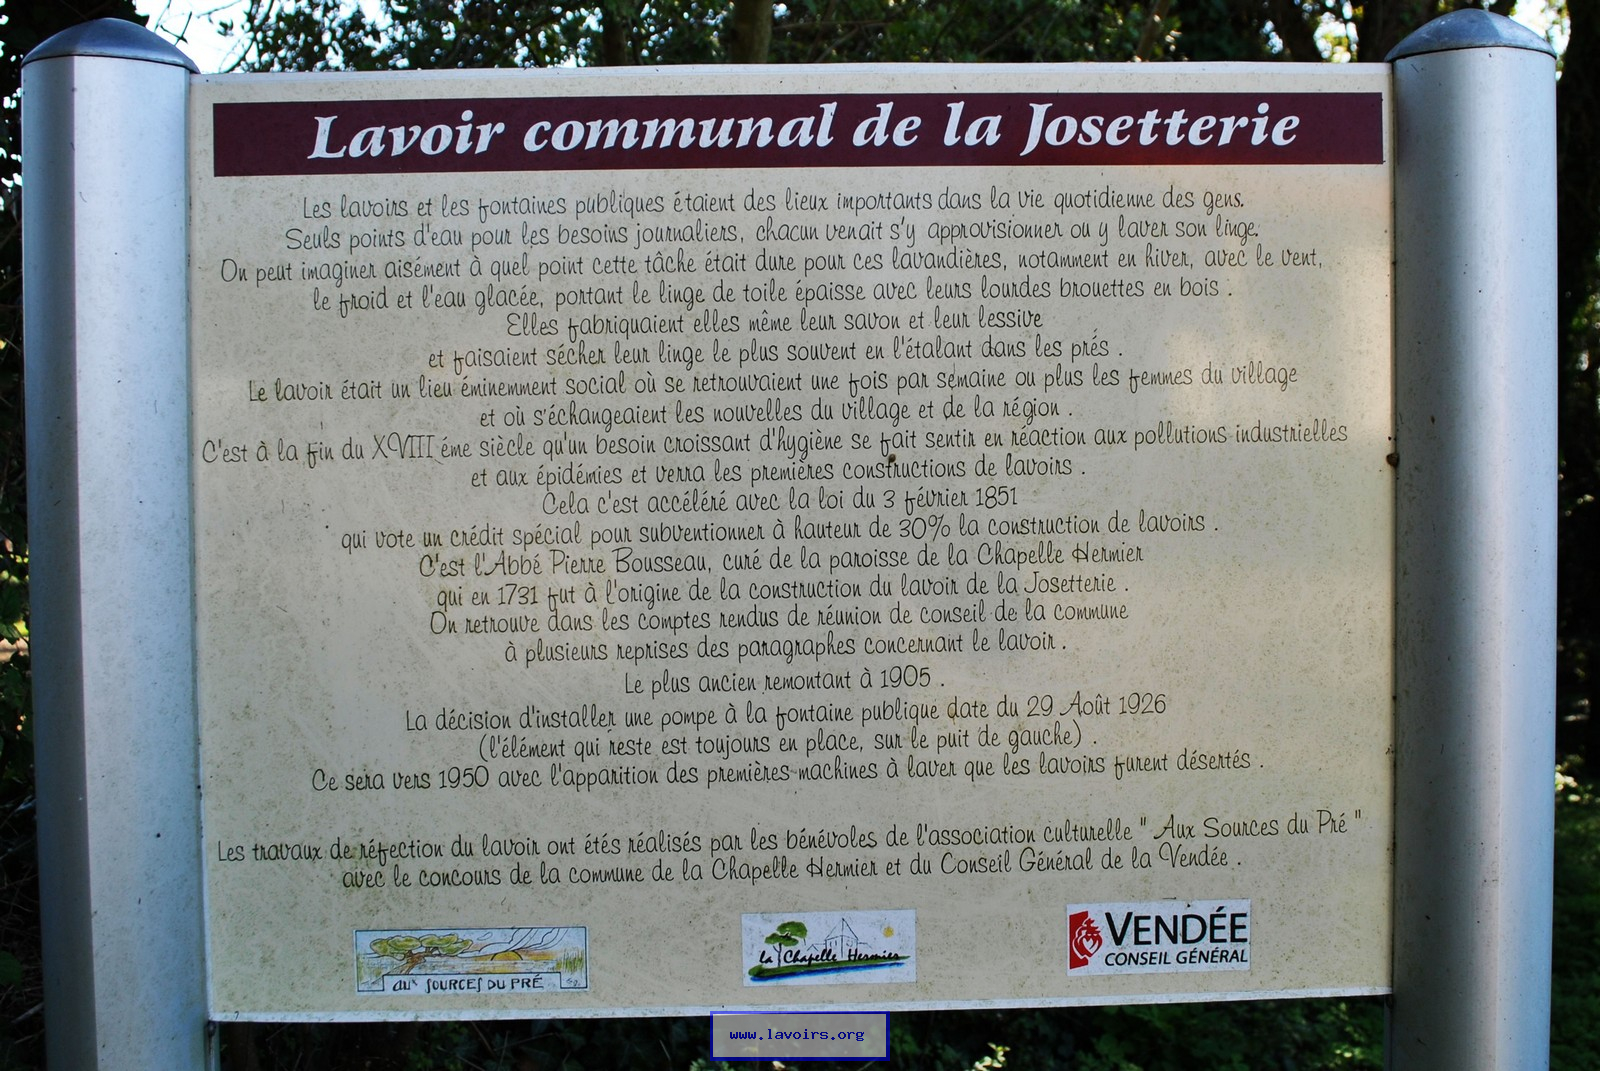 Lavoir communal de la Josetterie
Les lavoirs et les fontaines publiques étaient des lieux importants dans la vie quotidienne des gens.
Seuls points d'eau pour les besoins journaliers, chacun venait s'y approvisionner ou y laver son linge.
On peut imaginer aisément à quel point cette tâche était dure pour ces lavandières, notamment en hiver, avec le vent,
le froid et l'eau glacée, portant le linge de toile épaisse avec leurs lourdes brouettes en bois .
Elles fabriquaient elles même leur savon et leur lessive
et faisaient sécher leur linge le plus souvent en l'étalant dans les prés .
Le lavoir était un lieu éminemment social où se retrouvaient une fois par semaine ou plus les femmes du village
et où s'échangeaient les nouvelles du village et de la région .
C'est à la fin du XVIII éme siècle qu'un besoin croissant d'hygiène se fait sentir en réaction aux pollutions industrielles
et aux épidémies et verra les premières constructions de lavoirs .
Cela c'est accéléré avec la loi du 3 février 1851
qui vote un crédit spécial pour subventionner à hauteur de 30% la construction de lavoirs .
C'est l'Abbé Pierre Bousseau, curé de la paroisse de la Chapelle Hermier
qui en 1731 fut à l'origine de la construction du lavoir de la Josetterie .
On retrouve dans les comptes rendus de réunion de conseil de la commune
à plusieurs reprises des paragraphes concernant le lavoir .
Le plus ancien remontant à 1905 .
La décision d'installer une pompe à la fontaine publique date du 29 Août 1926
(l'élément qui reste est toujours en place, sur le puit de gauche) .
Ce sera vers 1950 avec l'apparition des premières machines à laver que les lavoirs furent désertés .
Les travaux de réfection du lavoir ont étés réalisés par les bénévoles de l'association culturelle " Aux Sources du Pré "
avec le concours de la commune de la Chapelle Hermier et du Conseil Général de la Vendée .
aux SOURCES DU PRÉ
la Chapelle Hermier
VENDÉE
CONSEIL GÉNÉRAL
www.lavoirs.org